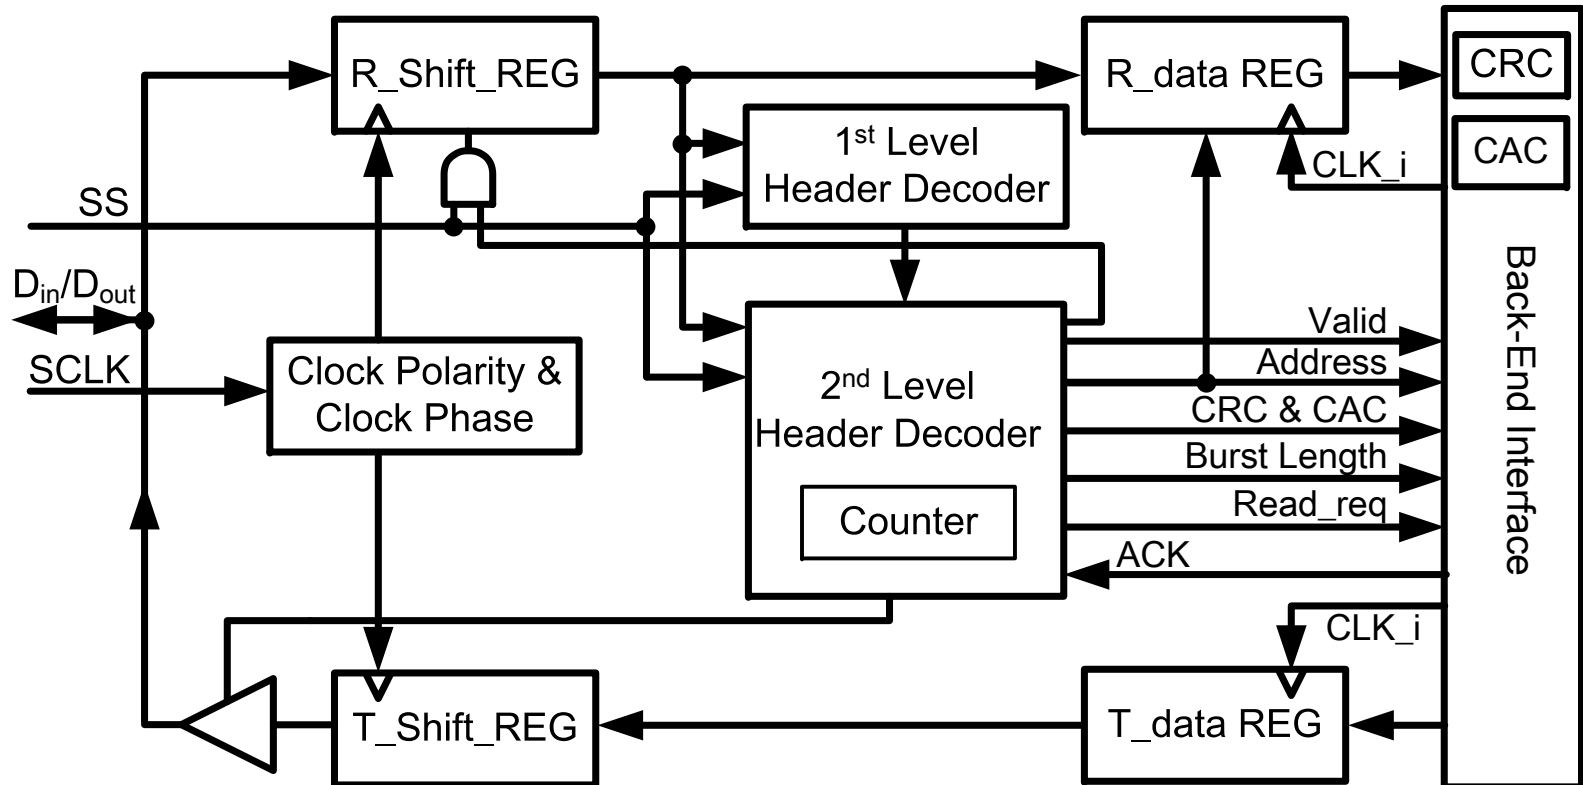 R_Shift_REG
R_data REG
CRC
CAC
1st Level
Header Decoder
CLK_i
SS
Din/Dout
SCLK
Clock Polarity &
Clock Phase
2nd Level
Header Decoder
Counter
Valid
Address
CRC & CAC
Burst Length
Read_req
ACK
CLK_i
Back-End Interface
T_Shift_REG
T_data REG